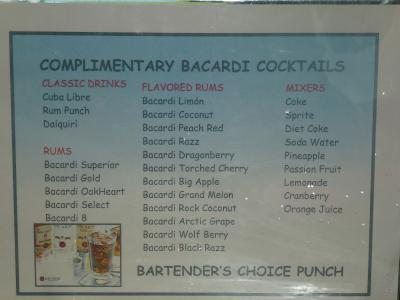 COMPLIMENTARY BACARDI COCKTAILS
CLASSIC DRINKS
Cuba Libre
Rum Punch
Daiquiri
RUMS
Bacardi Superior
Bacardi Gold
Bacardi OakHeart
Bacardi Select
Bacardi 8
FLAVORED RUMS
Bacardi Limón
Bacardi Coconut
Bacardi Peach Red
Bacardi Razz
Bacardi Dragonberry
Bacardi Torched Cherry
Bacardi Big Apple
Bacardi Grand Melon
Bacardi Rock Coconut
Bacardi Arctic Grape
Bacardi Wolf Berry
Bacardi Black Razz
MIXERS
Coke
Sprite
Diet Coke
Soda Water
Pineapple
Passion Fruit
Lemonade
Cranberry
Orange Juice
BARTENDER'S CHOICE PUNCH